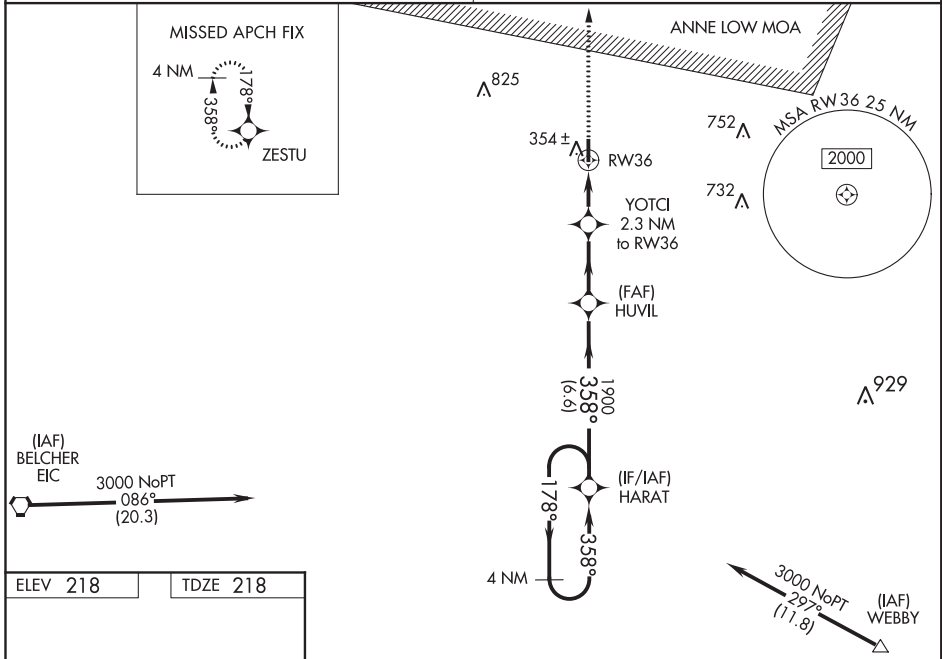 MISSED APCH FIX
4 NM
178°
358°
ZESTU
ANNE LOW MOA
825
354 ±
RW36
752
732
MSA RW36 25 NM
2000
YOTCI
2.3 NM
to RW36
(FAF)
HUVIL
1900
358°
(6.6)
929
(IAF)
BELCHER
EIC
3000 NoPT
086°
(20.3)
178°
358°
(IF/IAF)
HARAT
4 NM
3000 NoPT
297°
(11.8)
(IAF)
WEBBY
ELEV 218
TDZE 218